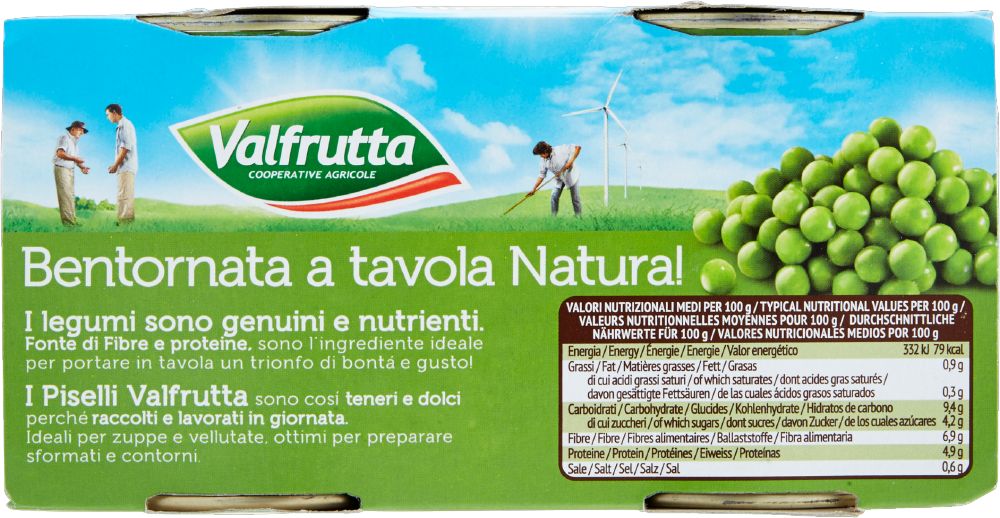 Valfrutta
COOPERATIVE AGRICOLE
Bentornata a tavola Natura!
I legumi sono genuini e nutrienti.
Fonte di Fibre e proteine, sono l'ingrediente ideale
per portare in tavola un trionfo di bontá e gusto!
I Piselli Valfrutta sono cosí teneri e dolci
perché raccolti e lavorati in giornata.
Ideali per zuppe e vellutate, ottimi per preparare
sformati e contorni.
VALORI NUTRIZIONALI MEDI PER 100 g / TYPICAL NUTRITIONAL VALUES PER 100 g /
VALEURS NUTRITIONNELLES MOYENNES POUR 100 g / DURCHSCHNITTLICHE
NÄHRWERTE FÜR 100 g / VALORES NUTRICIONALES MEDIOS POR 100 g
Energia / Energy / Énergie / Energie / Valor energético 332 kJ 79 kcal
Grassi / Fat / Matières grasses / Fett / Grasas 0,9 g
di cui acidi grassi saturi / of which saturates / dont acides gras saturés /
davon gesättigte Fettsäuren / de las cuales ácidos grasos saturados 0,3 g
Carboidrati / Carbohydrate / Glucides / Kohlenhydrate / Hidratos de carbono 9,4 g
di cui zuccheri / of which sugars / dont sucres / davon Zucker / de los cuales azúcares 4,2 g
Fibre / Fibre / Fibres alimentaires / Ballaststoffe / Fibra alimentaria 6,9 g
Proteine / Protein / Protéines / Eiweiss / Proteínas 4,9 g
Sale / Salt / Sel / Salz / Sal 0,6 g